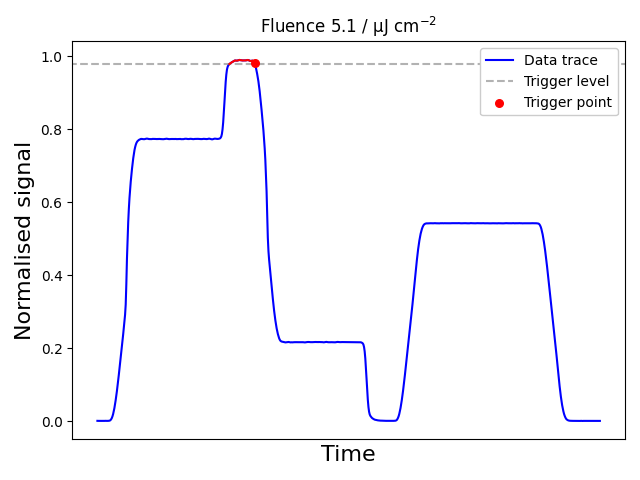 Fluence 5.1 / μJ cm⁻²
Data trace
Trigger level
Trigger point
Normalised signal
1.0
0.8
0.6
0.4
0.2
0.0
Time